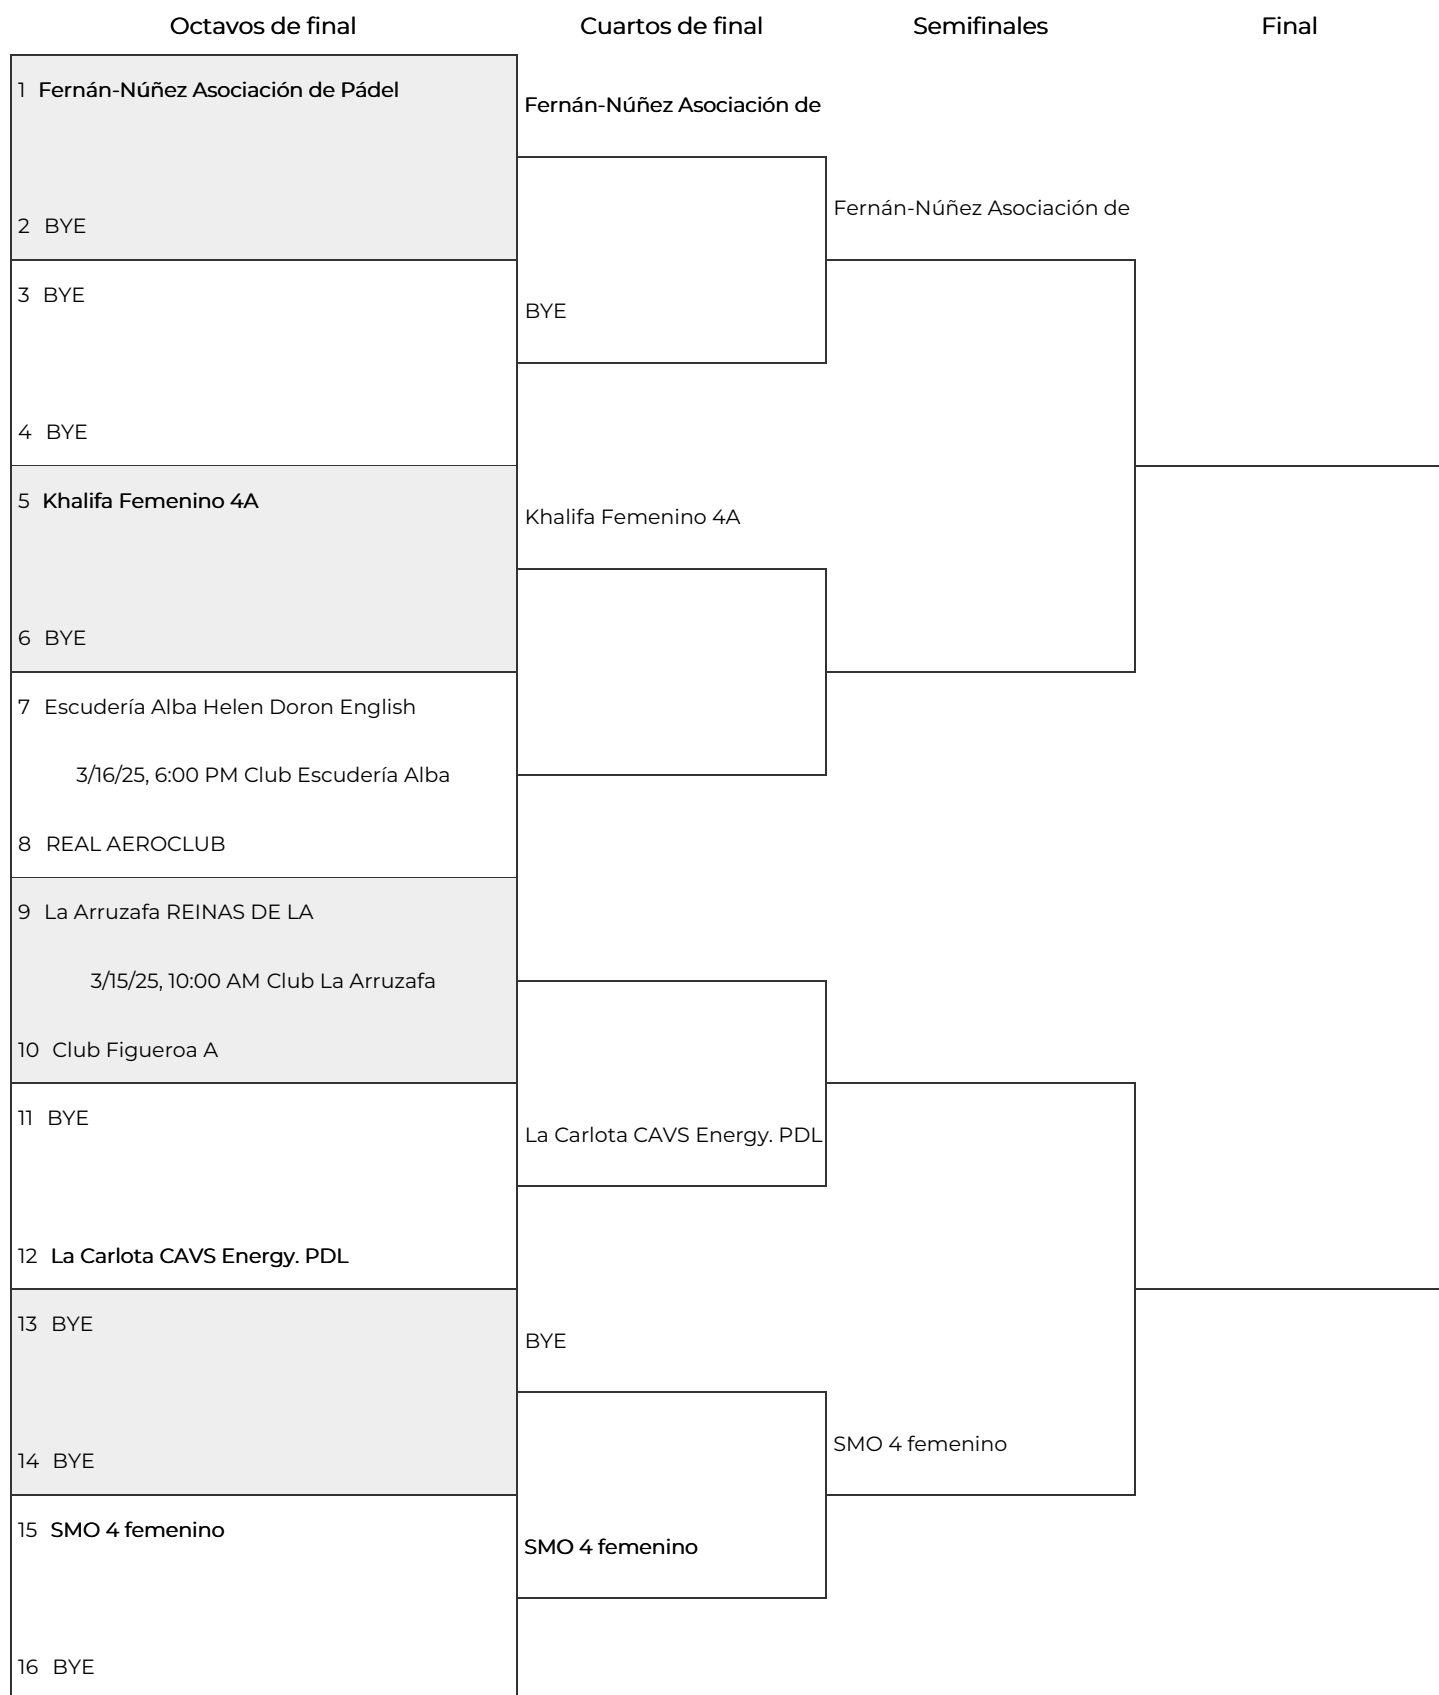 Octavos de final
Cuartos de final
Semifinales
Final
1 Fernán-Núñez Asociación de Pádel
2 BYE
3 BYE
4 BYE
5 Khalifa Femenino 4A
6 BYE
7 Escudería Alba Helen Doron English
3/16/25, 6:00 PM Club Escudería Alba
8 REAL AEROCLUB
9 La Arruzafa REINAS DE LA
3/15/25, 10:00 AM Club La Arruzafa
10 Club Figueroa A
11 BYE
12 La Carlota CAVS Energy. PDL
13 BYE
14 BYE
15 SMO 4 femenino
16 BYE
Fernán-Núñez Asociación de
BYE
Khalifa Femenino 4A
La Carlota CAVS Energy. PDL
BYE
SMO 4 femenino
Fernán-Núñez Asociación de
SMO 4 femenino